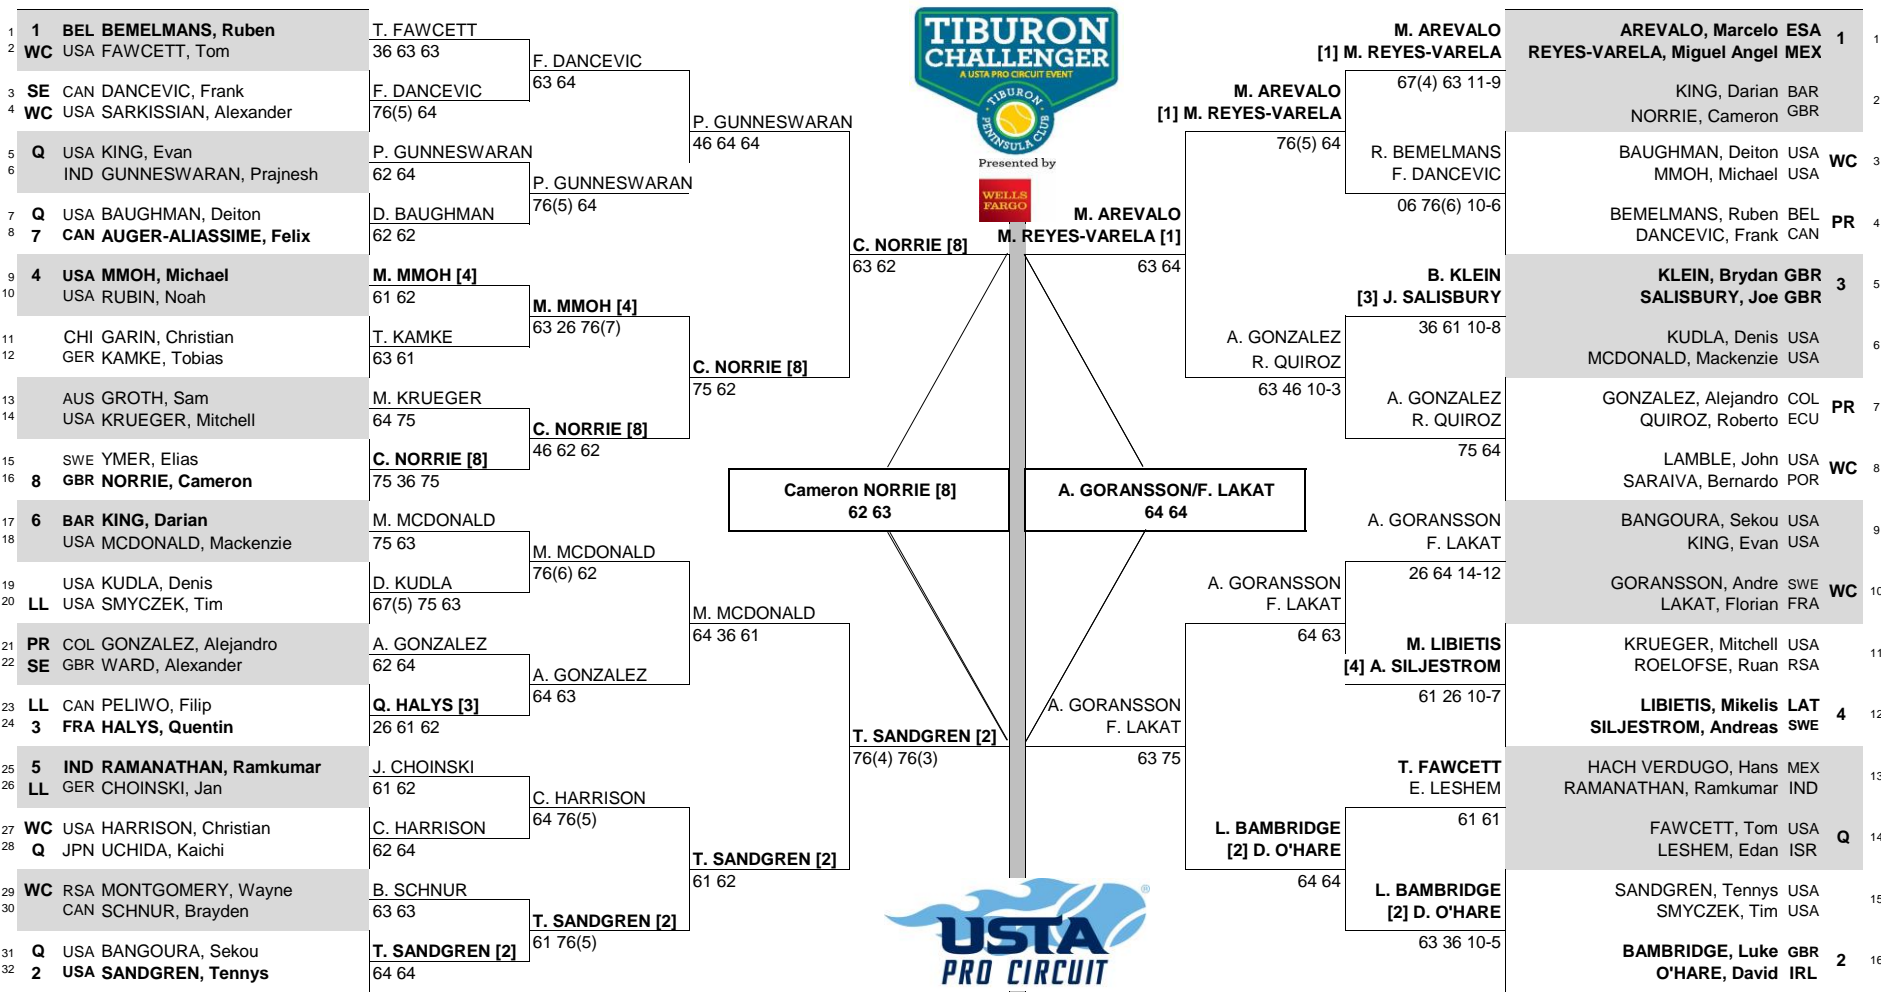 1 1 BEL BEMELMANS, Ruben
2 WC USA FAWCETT, Tom
3 SE CAN DANCEVIC, Frank
4 WC USA SARKISSIAN, Alexander
5 Q USA KING, Evan
6 IND GUNNESWARAN, Prajnesh
7 Q USA BAUGHMAN, Deiton
8 7 CAN AUGER-ALIASSIME, Felix
9 4 USA MMOH, Michael
10 USA RUBIN, Noah
11 CHI GARIN, Christian
12 GER KAMKE, Tobias
13 AUS GROTH, Sam
14 USA KRUEGER, Mitchell
15 SWE YMER, Elias
16 8 GBR NORRIE, Cameron
17 6 BAR KING, Darian
18 USA MCDONALD, Mackenzie
19 USA KUDLA, Denis
20 LL USA SMYCZEK, Tim
21 PR COL GONZALEZ, Alejandro
22 SE GBR WARD, Alexander
23 LL CAN PELIWO, Filip
24 3 FRA HALYS, Quentin
25 5 IND RAMANATHAN, Ramkumar
26 LL GER CHOINSKI, Jan
27 WC USA HARRISON, Christian
28 Q JPN UCHIDA, Kaichi
29 WC RSA MONTGOMERY, Wayne
30 CAN SCHNUR, Brayden
31 Q USA BANGOURA, Sekou
32 2 USA SANDGREN, Tennys
T. FAWCETT
36 63 63
F. DANCEVIC
76(5) 64
P. GUNNESWARAN
62 64
D. BAUGHMAN
62 62
M. MMOH [4]
61 62
T. KAMKE
63 61
M. KRUEGER
64 75
C. NORRIE [8]
75 36 75
M. MCDONALD
75 63
D. KUDLA
67(5) 75 63
A. GONZALEZ
62 64
Q. HALYS [3]
26 61 62
J. CHOINSKI
61 62
C. HARRISON
62 64
B. SCHNUR
63 63
T. SANDGREN [2]
64 64
F. DANCEVIC
63 64
P. GUNNESWARAN
76(5) 64
M. MMOH [4]
63 26 76(7)
C. NORRIE [8]
46 62 62
M. MCDONALD
76(6) 62
A. GONZALEZ
64 63
C. HARRISON
64 76(5)
T. SANDGREN [2]
61 76(5)
P. GUNNESWARAN
46 64 64
C. NORRIE [8]
75 62
M. MCDONALD
64 36 61
T. SANDGREN [2]
61 62
C. NORRIE [8]
63 62
T. SANDGREN [2]
76(4) 76(3)
Cameron NORRIE [8]
62 63
TIBURON
CHALLENGER
A USTA PRO CIRCUIT EVENT
TIBURON
PENINSULA CLUB
Presented by
WELLS
FARGO
A. GORANSSON/F. LAKAT
64 64
M. AREVALO
M. REYES-VARELA [1]
63 64
A. GORANSSON
F. LAKAT
63 75
M. AREVALO
[1] M. REYES-VARELA
76(5) 64
A. GONZALEZ
R. QUIROZ
63 46 10-3
A. GORANSSON
F. LAKAT
64 63
L. BAMBRIDGE
[2] D. O'HARE
64 64
M. AREVALO
[1] M. REYES-VARELA
67(4) 63 11-9
R. BEMELMANS
F. DANCEVIC
06 76(6) 10-6
B. KLEIN
[3] J. SALISBURY
36 61 10-8
A. GONZALEZ
R. QUIROZ
75 64
A. GORANSSON
F. LAKAT
26 64 14-12
M. LIBIETIS
[4] A. SILJESTROM
61 26 10-7
T. FAWCETT
E. LESHEM
61 61
L. BAMBRIDGE
[2] D. O'HARE
63 36 10-5
AREVALO, Marcelo ESA 1 1
REYES-VARELA, Miguel Angel MEX
KING, Darian BAR 2
NORRIE, Cameron GBR
BAUGHMAN, Deiton USA WC 3
MMOH, Michael USA
BEMELMANS, Ruben BEL PR 4
DANCEVIC, Frank CAN
KLEIN, Brydan GBR 3 5
SALISBURY, Joe GBR
KUDLA, Denis USA 6
MCDONALD, Mackenzie USA
GONZALEZ, Alejandro COL PR 7
QUIROZ, Roberto ECU
LAMBLE, John USA WC 8
SARAIVA, Bernardo POR
BANGOURA, Sekou USA 9
KING, Evan USA
GORANSSON, Andre SWE WC 10
LAKAT, Florian FRA
KRUEGER, Mitchell USA 11
ROELOFSE, Ruan RSA
LIBIETIS, Mikelis LAT 4 12
SILJESTROM, Andreas SWE
HACH VERDUGO, Hans MEX 13
RAMANATHAN, Ramkumar IND
FAWCETT, Tom USA Q 14
LESHEM, Edan ISR
SANDGREN, Tennys USA 15
SMYCZEK, Tim USA
BAMBRIDGE, Luke GBR 2 16
O'HARE, David IRL
USTA ®
PRO CIRCUIT